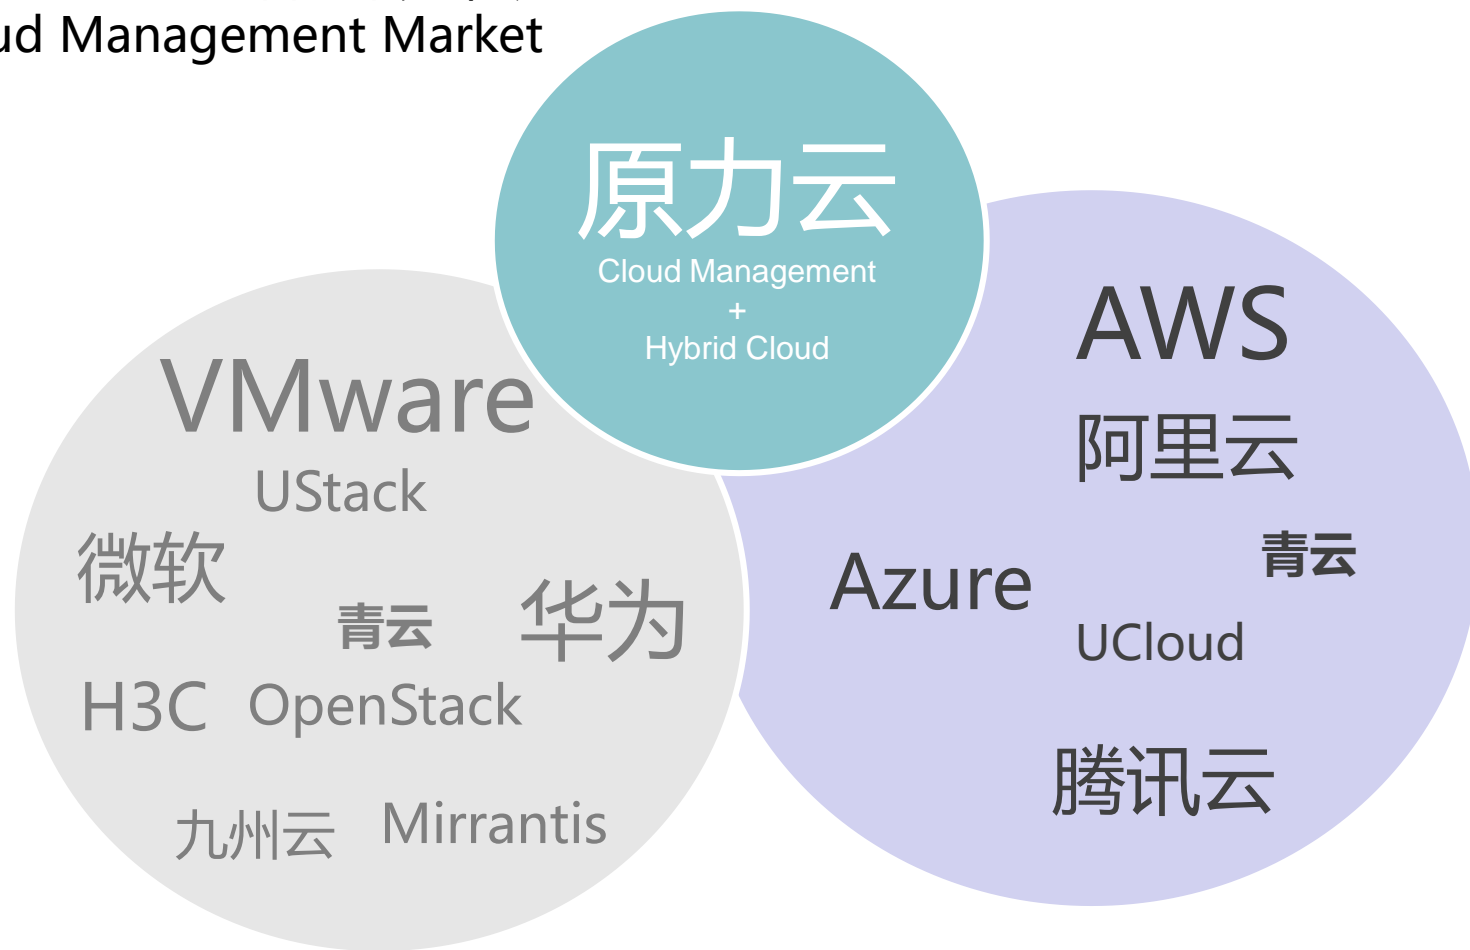 ud Management Market
原力云
Cloud Management
+
Hybrid Cloud
VMware
UStack
微软
青云
华为
H3C
OpenStack
九州云
Mirrantis
AWS
阿里云
青云
Azure
UCloud
腾讯云